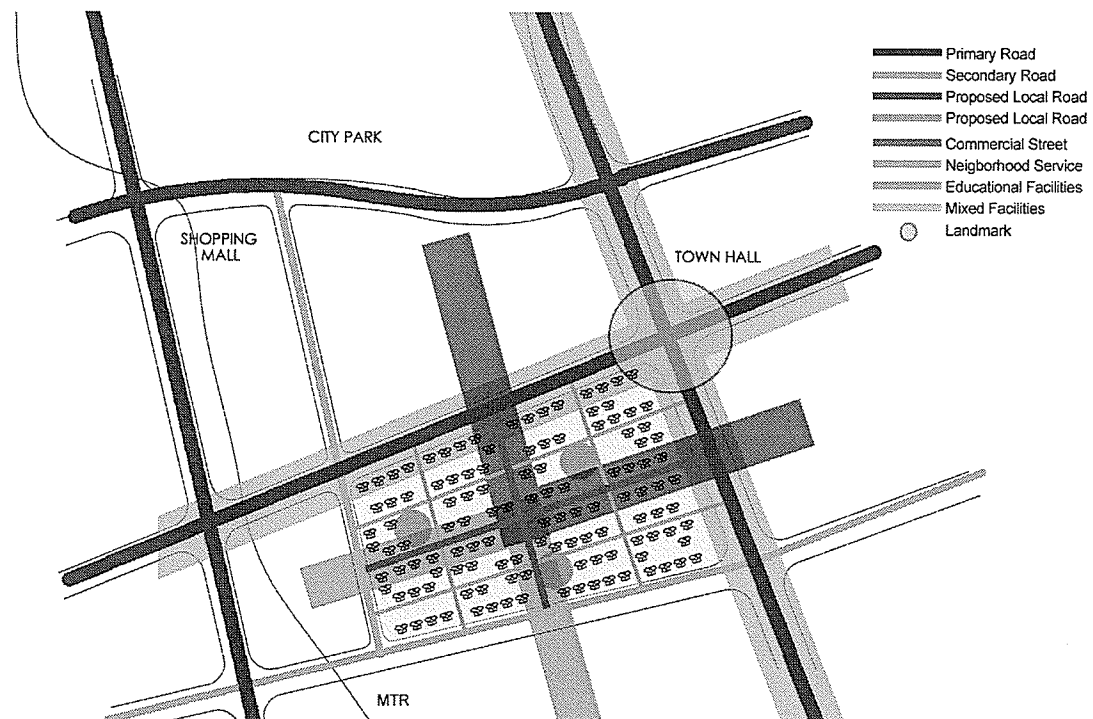 CITY PARK
SHOPPING
MALL
TOWN HALL
MTR
Primary Road
Secondary Road
Proposed Local Road
Proposed Local Road
Commercial Street
Neigborhood Service
Educational Facilities
Mixed Facilities
Landmark